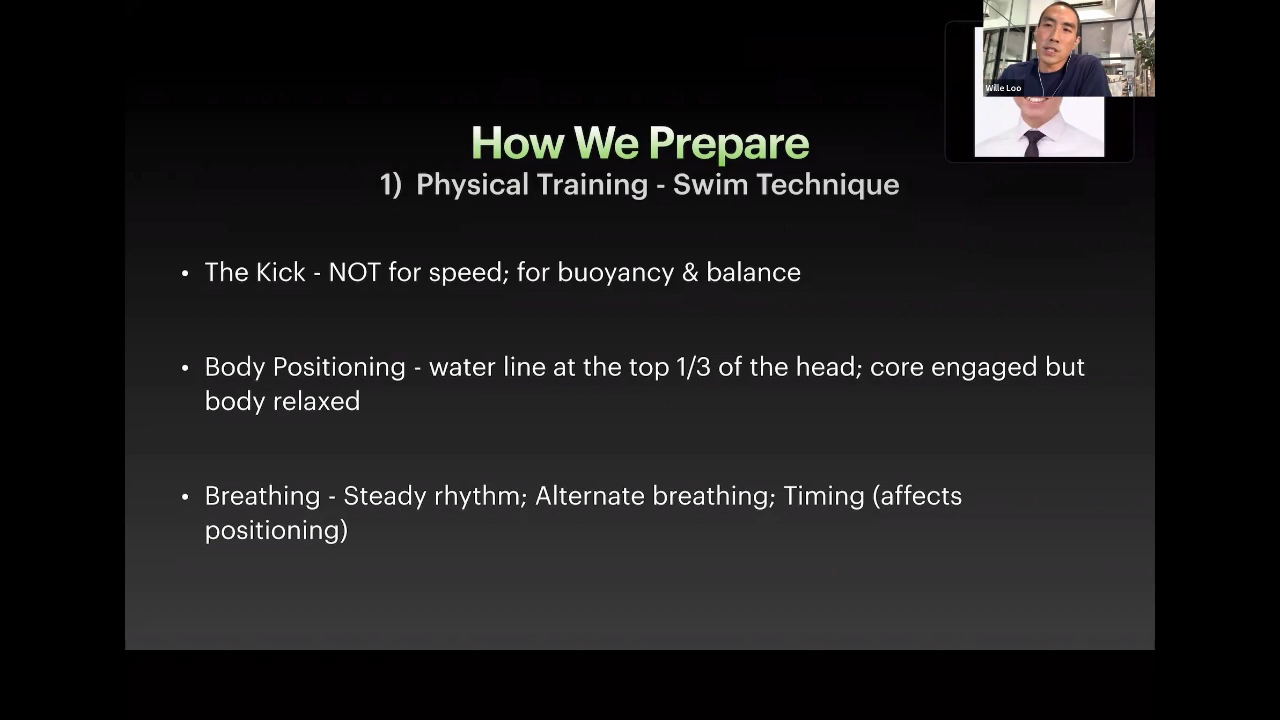 Wille Loo
How We Prepare
1) Physical Training - Swim Technique
• The Kick - NOT for speed; for buoyancy & balance
• Body Positioning - water line at the top 1/3 of the head; core engaged but
body relaxed
• Breathing - Steady rhythm; Alternate breathing; Timing (affects
positioning)